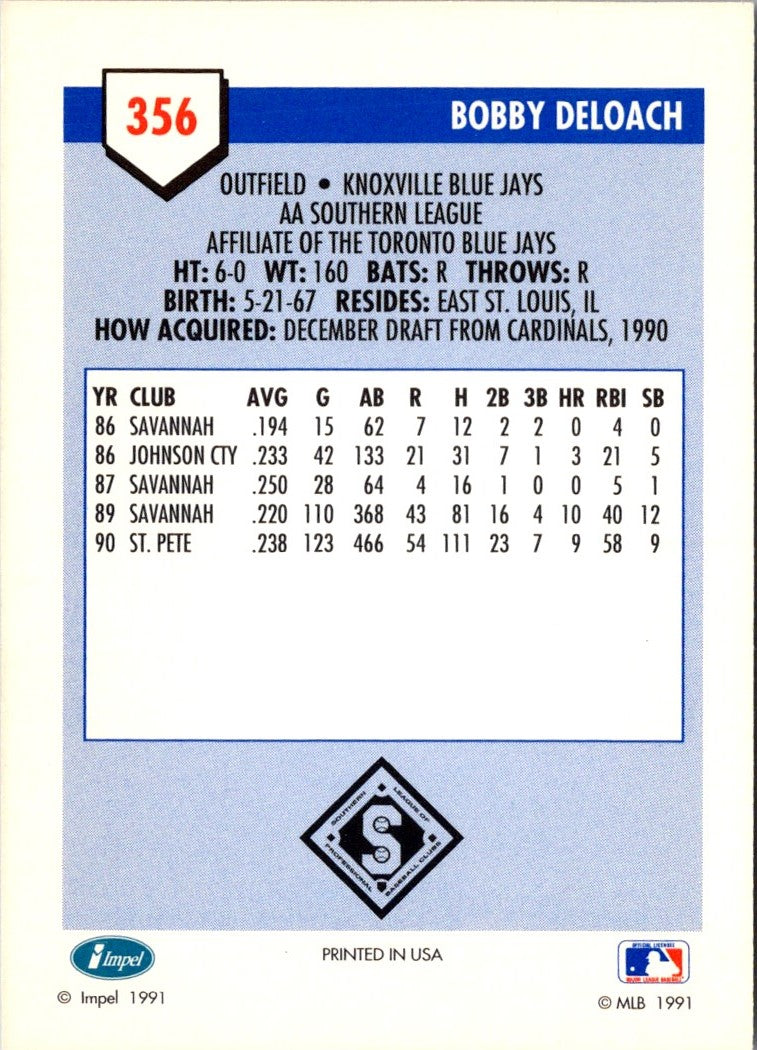 356
BOBBY DELOACH
OUTFIELD • KNOXVILLE BLUE JAYS
AA SOUTHERN LEAGUE
AFFILIATE OF THE TORONTO BLUE JAYS
HT: 6-0 WT: 160 BATS: R THROWS: R
BIRTH: 5-21-67 RESIDES: EAST ST. LOUIS, IL
HOW ACQUIRED: DECEMBER DRAFT FROM CARDINALS, 1990
YR CLUB AVG G AB R H 2B 3B HR RBI SB
86 SAVANNAH .194 15 62 7 12 2 2 0 4 0
86 JOHNSON CTY .233 42 133 21 31 7 1 3 21 5
87 SAVANNAH .250 28 64 4 16 1 0 0 5 1
89 SAVANNAH .220 110 368 43 81 16 4 10 40 12
90 ST. PETE .238 123 466 54 111 23 7 9 58 9
SOUTHERN LEAGUE OF
S
PROFESSIONAL BASEBALL CLUBS
i Impel
PRINTED IN USA
OFFICIAL LICENSEE
MAJOR LEAGUE BASEBALL
© Impel 1991
© MLB 1991